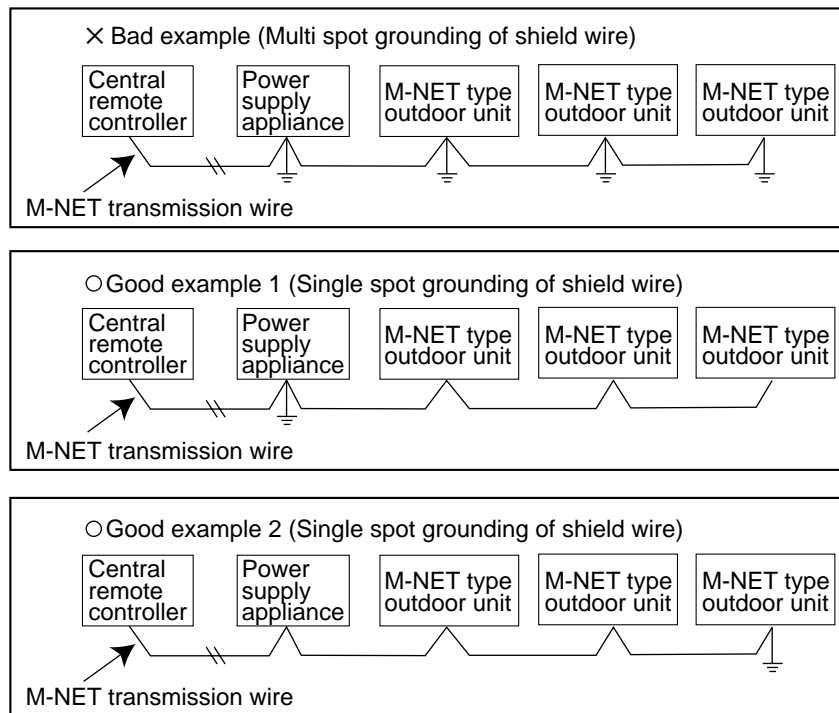 × Bad example (Multi spot grounding of shield wire)
Central
remote
controller
Power
supply
appliance
M-NET type
outdoor unit
M-NET type
outdoor unit
M-NET type
outdoor unit
M-NET transmission wire
○ Good example 1 (Single spot grounding of shield wire)
Central
remote
controller
Power
supply
appliance
M-NET type
outdoor unit
M-NET type
outdoor unit
M-NET type
outdoor unit
M-NET transmission wire
○ Good example 2 (Single spot grounding of shield wire)
Central
remote
controller
Power
supply
appliance
M-NET type
outdoor unit
M-NET type
outdoor unit
M-NET type
outdoor unit
M-NET transmission wire